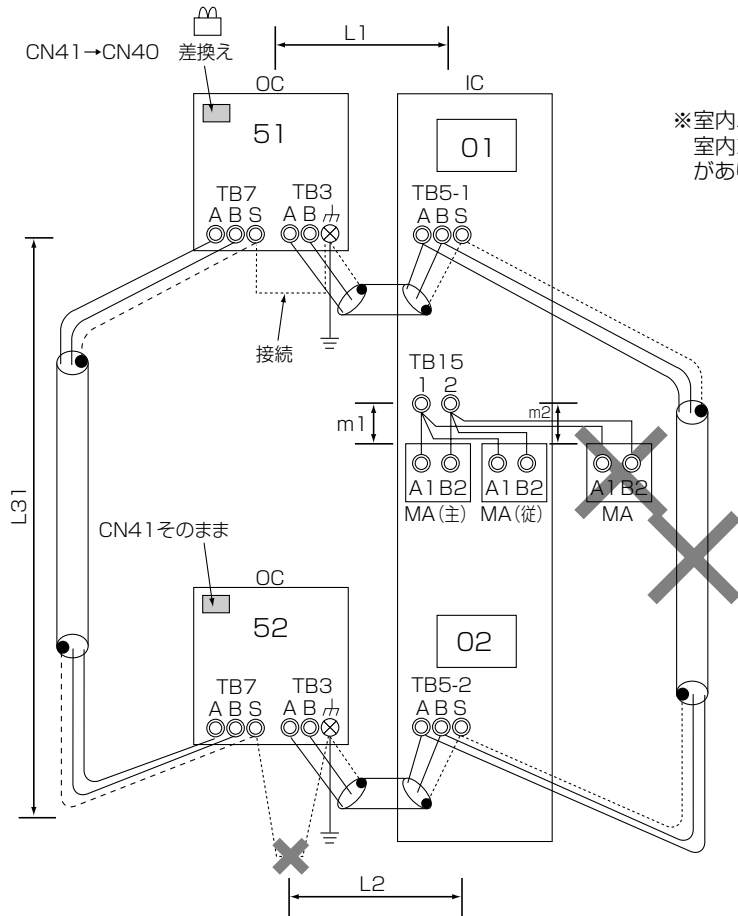 L1
CN41→CN40 差換え
OC
IC
※室内
室内
があ
51
01
TB7
TB3
TB5-1
A B S
A B
A B S
接続
TB15
1 2
m1
m2
A1 B2
A1 B2
A1 B2
MA(主)
MA(従)
MA
L31
CN41そのまま
OC
52
02
TB7
TB3
TB5-2
A B S
A B
A B S
L2